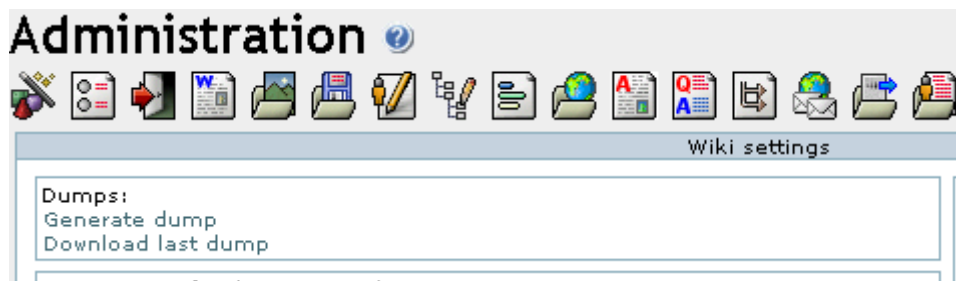 Administration
Wiki settings
Dumps:
Generate dump
Download last dump